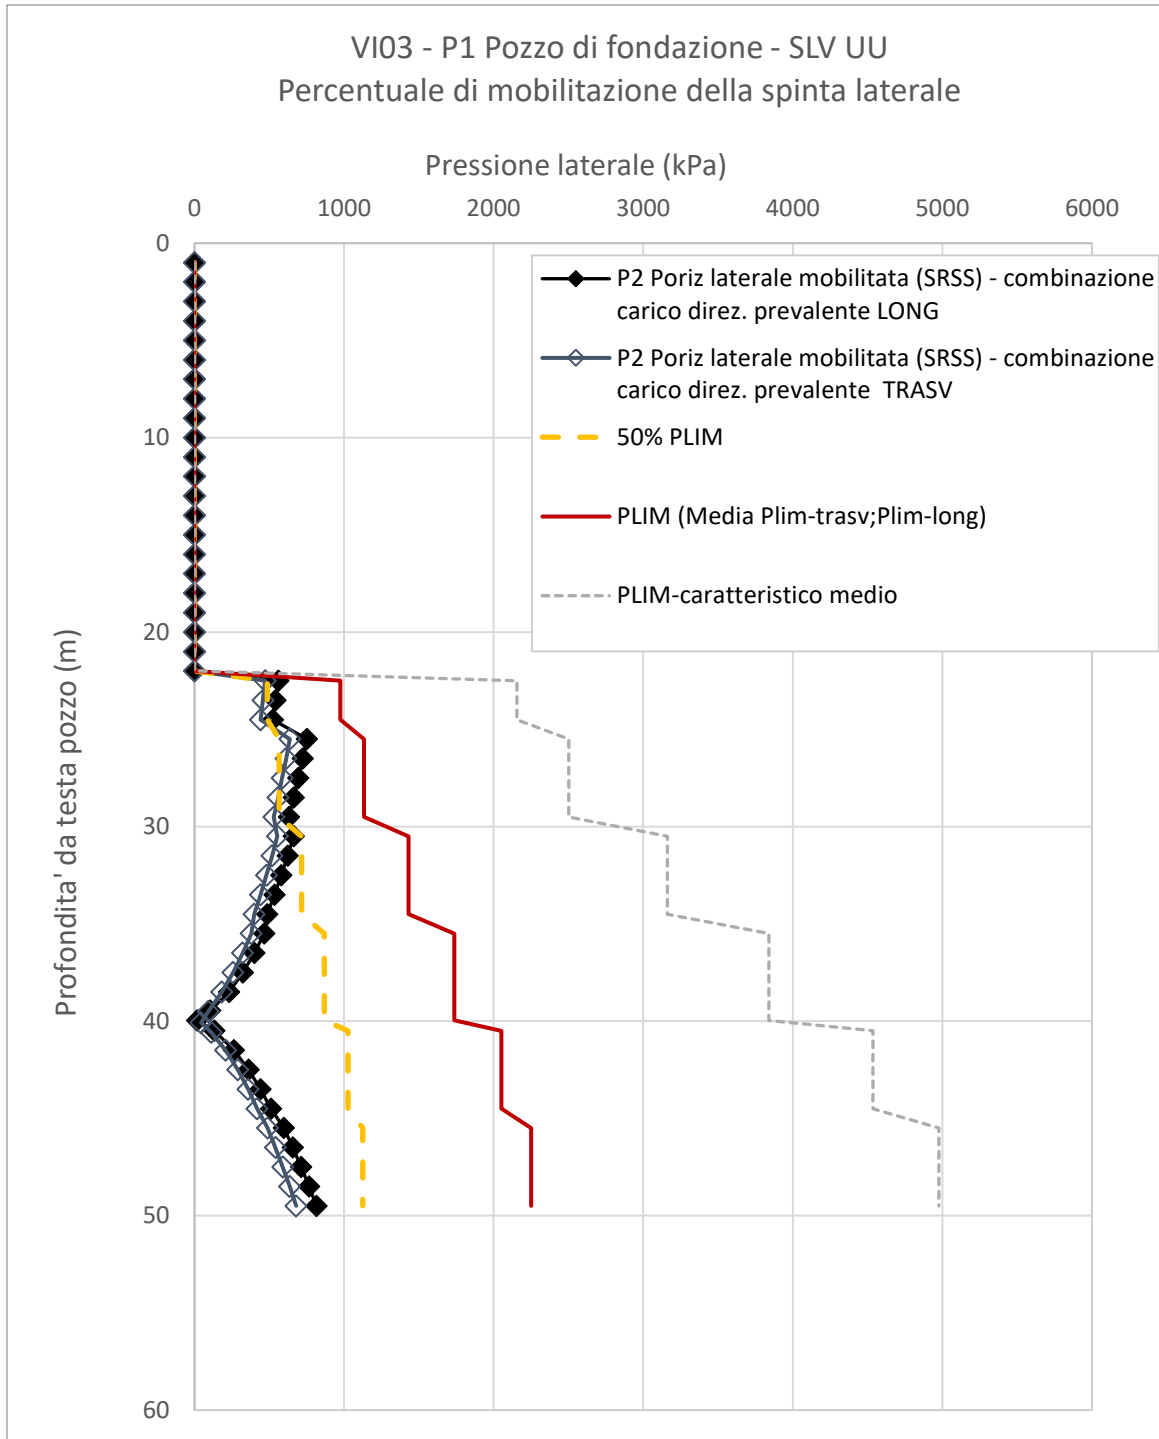 VI03 - P1 Pozzo di fondazione - SLV UU
Percentuale di mobilitazione della spinta laterale
Pressione laterale (kPa)
0 1000 2000 3000 4000 5000 6000
0
10
20
30
40
50
60
Profondita' da testa pozzo (m)
P2 Poriz laterale mobilitata (SRSS) - combinazione
carico direz. prevalente LONG
P2 Poriz laterale mobilitata (SRSS) - combinazione
carico direz. prevalente  TRASV
50% PLIM
PLIM (Media Plim-trasv;Plim-long)
PLIM-caratteristico medio